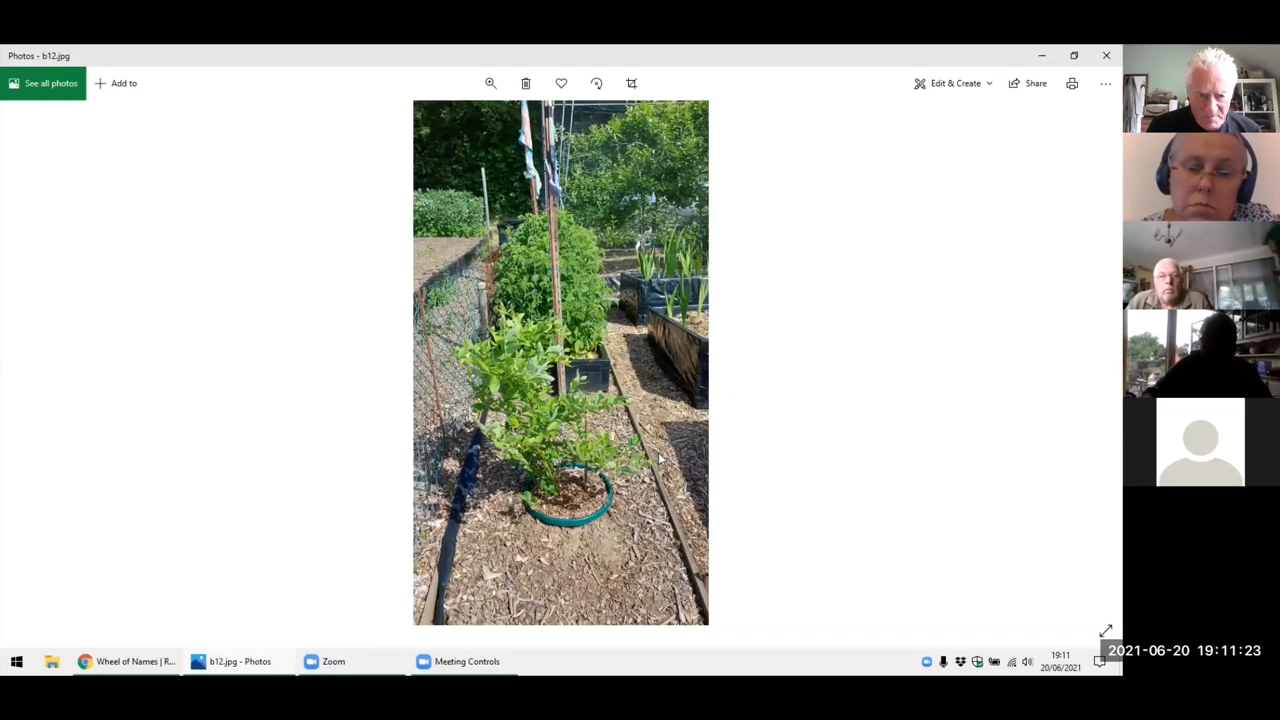 Photos - b12.jpg
See all photos
Add to
Edit & Create
Share
Wheel of Names | R...
b12.jpg - Photos
Zoom
Meeting Controls
19:11
20/06/2021
2021-06-20 19:11:23